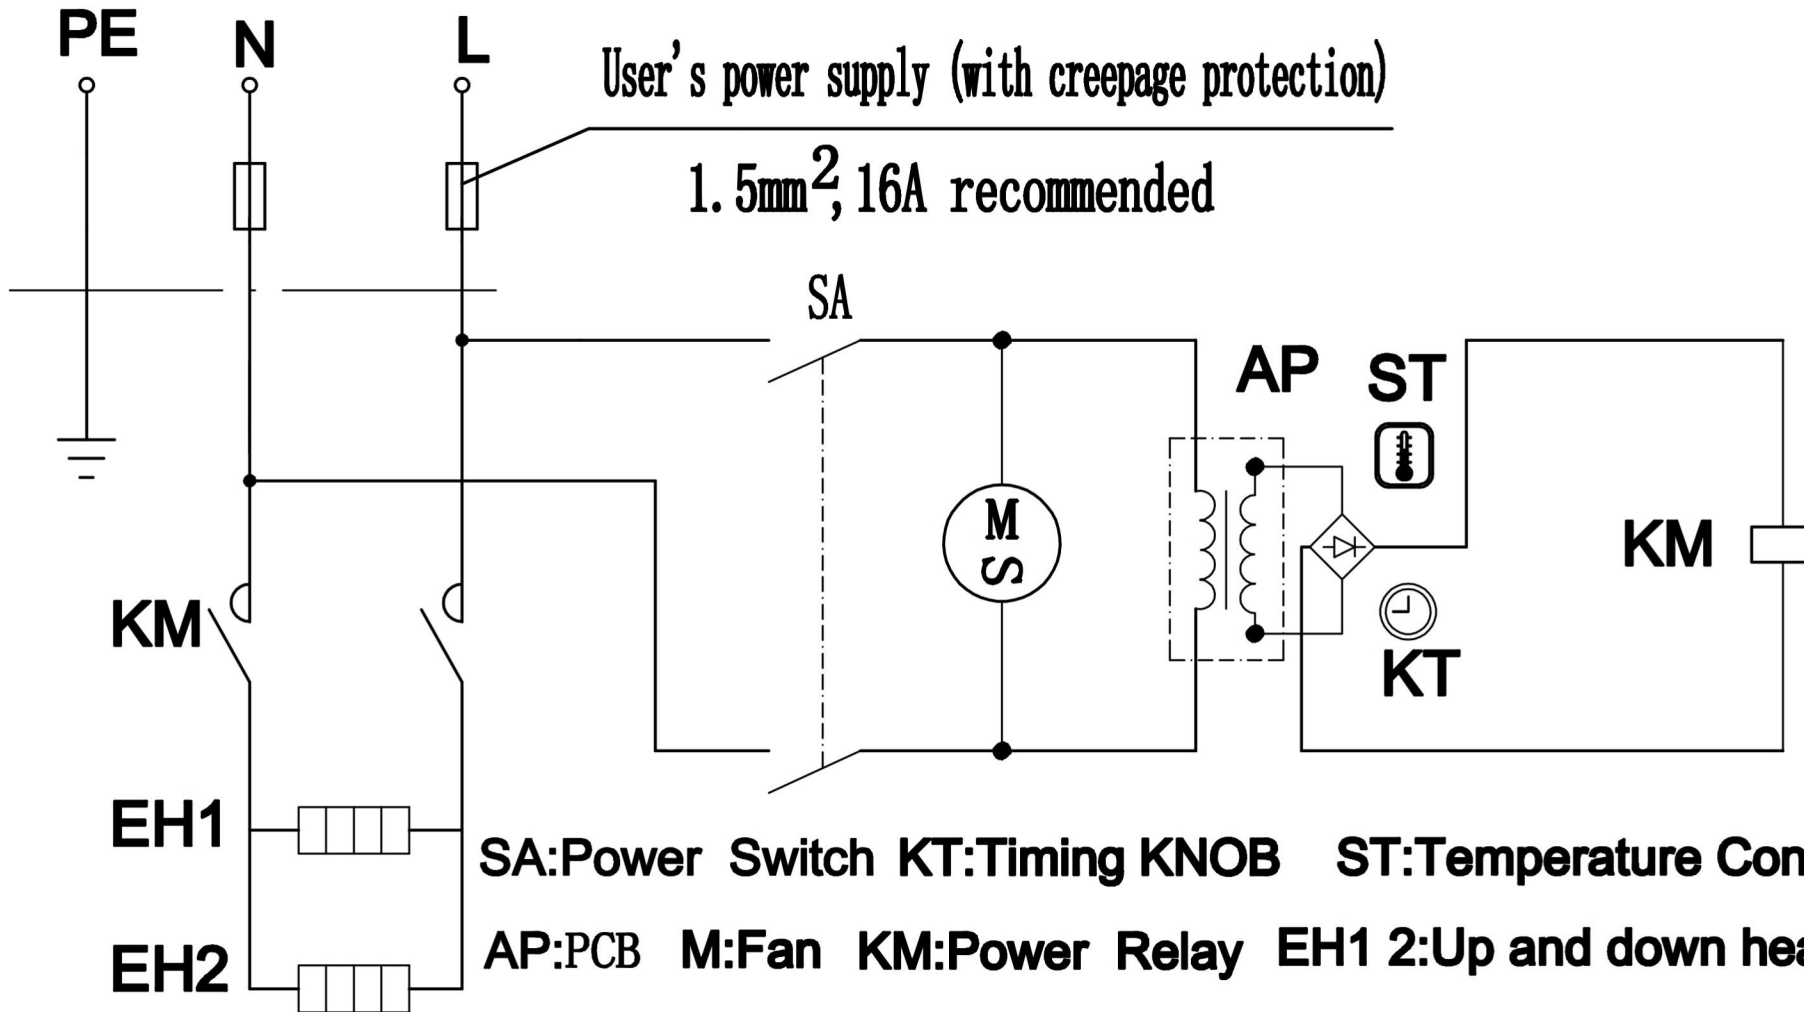 PE N L
User's power supply (with creepage protection)
1.5mm², 16A recommended
SA
AP ST
M
S
KM
KM
KT
EH1
SA:Power Switch KT:Timing KNOB ST:Temperature Con
AP:PCB M:Fan KM:Power Relay EH1 2:Up and down hea
EH2